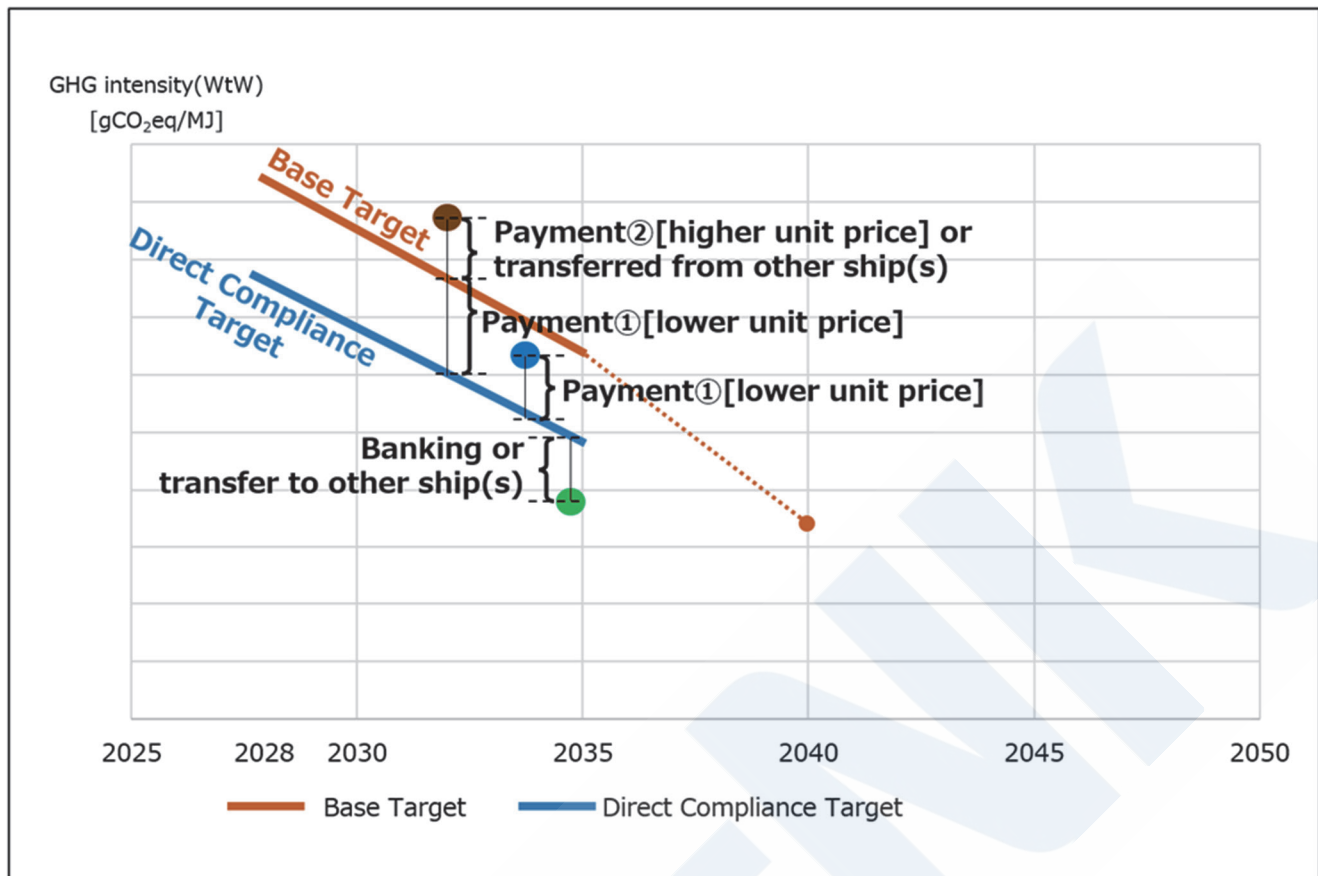 GHG intensity(WtW)
[gCO₂eq/MJ]
Base Target
Direct Compliance
Target
Payment②[higher unit price] or
transferred from other ship(s)
Payment①[lower unit price]
Payment①[lower unit price]
Banking or
transfer to other ship(s)
2025 2028 2030 2035 2040 2045 2050
Base Target Direct Compliance Target
NK